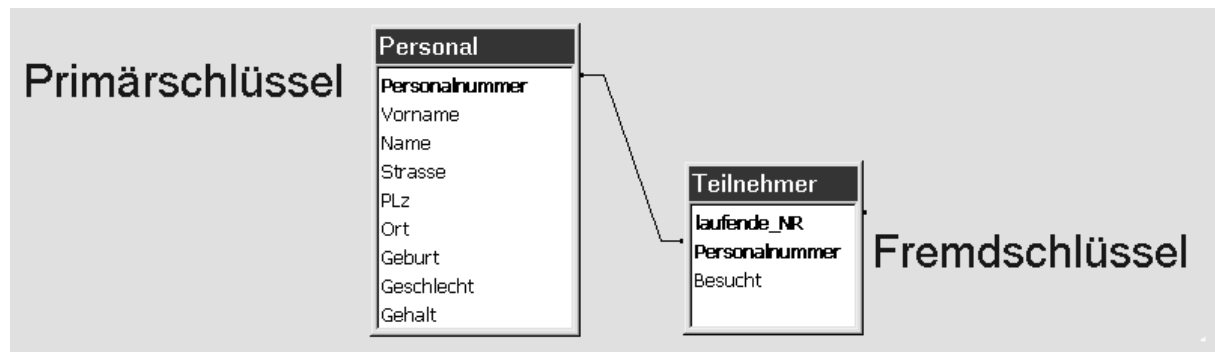 Primärschlüssel
Personal
Personalnummer
Vorname
Name
Strasse
PLz
Ort
Geburt
Geschlecht
Gehalt
Teilnehmer
laufende_NR
Personalnummer
Besucht
Fremdschlüssel